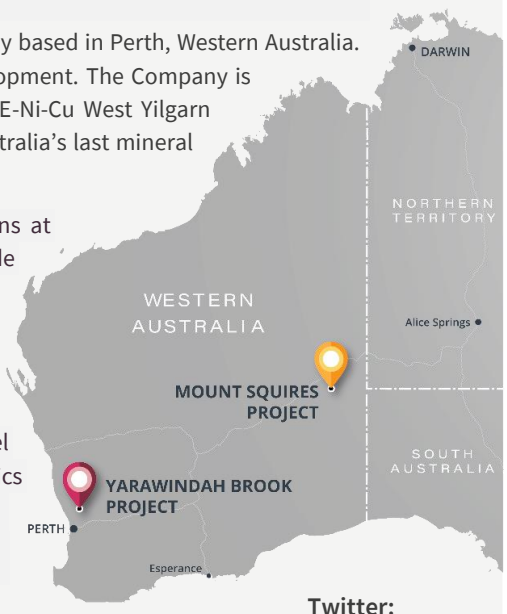 y based in Perth, Western Australia.
opment. The Company is
E-Ni-Cu West Yilgarn
tralia's last mineral
ns at
le
el
ics
DARWIN
NORTHERN
TERRITORY
WESTERN
AUSTRALIA
Alice Springs
MOUNT SQUIRES
PROJECT
SOUTH
AUSTRALIA
YARAWINDAH BROOK
PROJECT
PERTH
Esperance
Twitter: